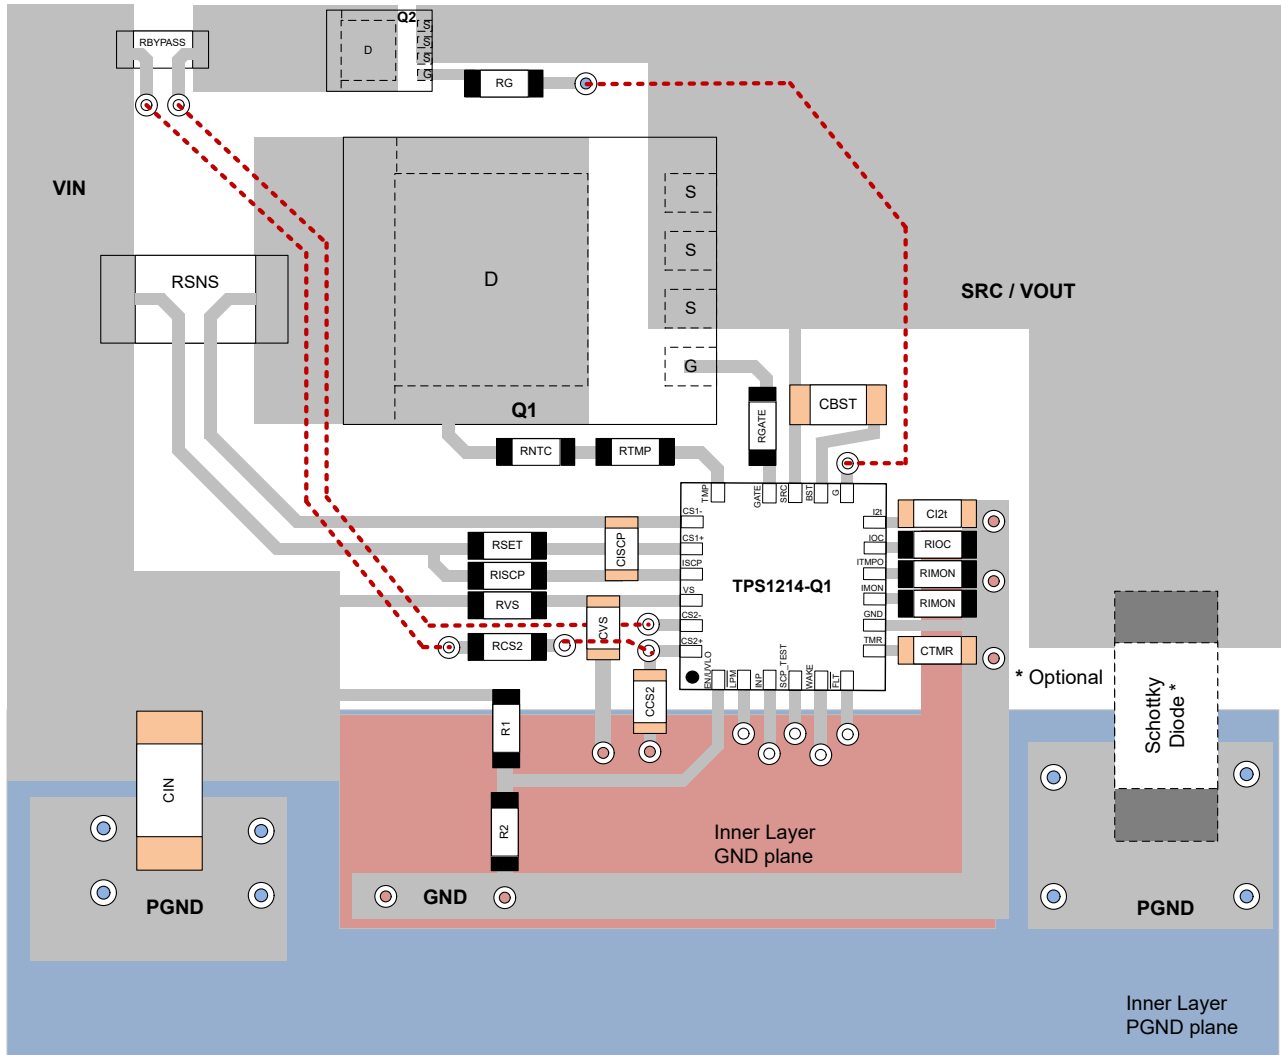 Q2
RBYPASS
S
S
S
D
G
RG
VIN
S
S
RSNS
D
SRC / VOUT
S
G
Q1
CBST
RGATE
RNTC
RTMP
TMP
GATE
SRC
BST
G
CS1-
I2t
CI2t
CS1+
IOC
RIOC
RSET
CISCP
ISCP
ITMPO
RIMON
RISCP
VS
TPS1214-Q1
IMON
RIMON
RVS
CS2-
GND
CVS
RCS2
CS2+
TMR
CTMR
EN/UVLO
LPM
INP
SCP_TEST
WAKE
FLT
* Optional
CCS2
R1
Schottky
Diode *
CIN
R2
Inner Layer
GND plane
PGND
GND
PGND
Inner Layer
PGND plane